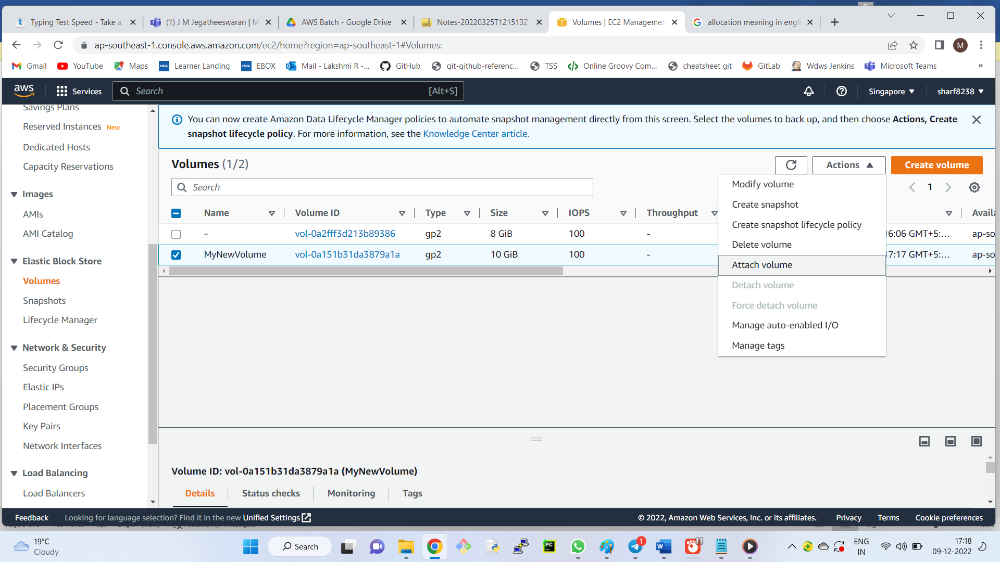 Typing Test Speed - Take a
(1) J M Jegatheeswaran | M
AWS Batch - Google Drive
Notes-20220325T121513Z-
Volumes | EC2 Managemen
allocation meaning in engli
ap-southeast-1.console.aws.amazon.com/ec2/home?region=ap-southeast-1#Volumes:
M
Gmail
YouTube
Maps
Learner Landing
EBOX
Mail - Lakshmi R -...
GitHub
git-github-referenc...
TSS
Online Groovy Com...
cheatsheet git
GitLab
Wdws Jenkins
Microsoft Teams
»
aws
Services
Search
[Alt+S]
Singapore
sharf8238
Savings Plans
Reserved Instances New
Dedicated Hosts
Capacity Reservations
Images
AMIs
AMI Catalog
Elastic Block Store
Volumes
Snapshots
Lifecycle Manager
Network & Security
Security Groups
Elastic IPs
Placement Groups
Key Pairs
Network Interfaces
Load Balancing
Load Balancers
You can now create Amazon Data Lifecycle Manager policies to automate snapshot management directly from this screen. Select the volumes to back up, and then choose Actions, Create
snapshot lifecycle policy. For more information, see the Knowledge Center article.
Volumes (1/2)
Actions
Create volume
Search
1
Name Volume ID Type Size IOPS Throughput Availa
– vol-0a2fff3d213b89386 gp2 8 GiB 100 - 16:06 GMT+5:... ap-so
MyNewVolume vol-0a151b31da3879a1a gp2 10 GiB 100 - 17:17 GMT+5:... ap-so
Modify volume
Create snapshot
Create snapshot lifecycle policy
Delete volume
Attach volume
Detach volume
Force detach volume
Manage auto-enabled I/O
Manage tags
Volume ID: vol-0a151b31da3879a1a (MyNewVolume)
Details
Status checks
Monitoring
Tags
Feedback
Looking for language selection? Find it in the new Unified Settings
© 2022, Amazon Web Services, Inc. or its affiliates.
Privacy
Terms
Cookie preferences
19°C
Cloudy
Search
1
ENG
IN
17:18
09-12-2022